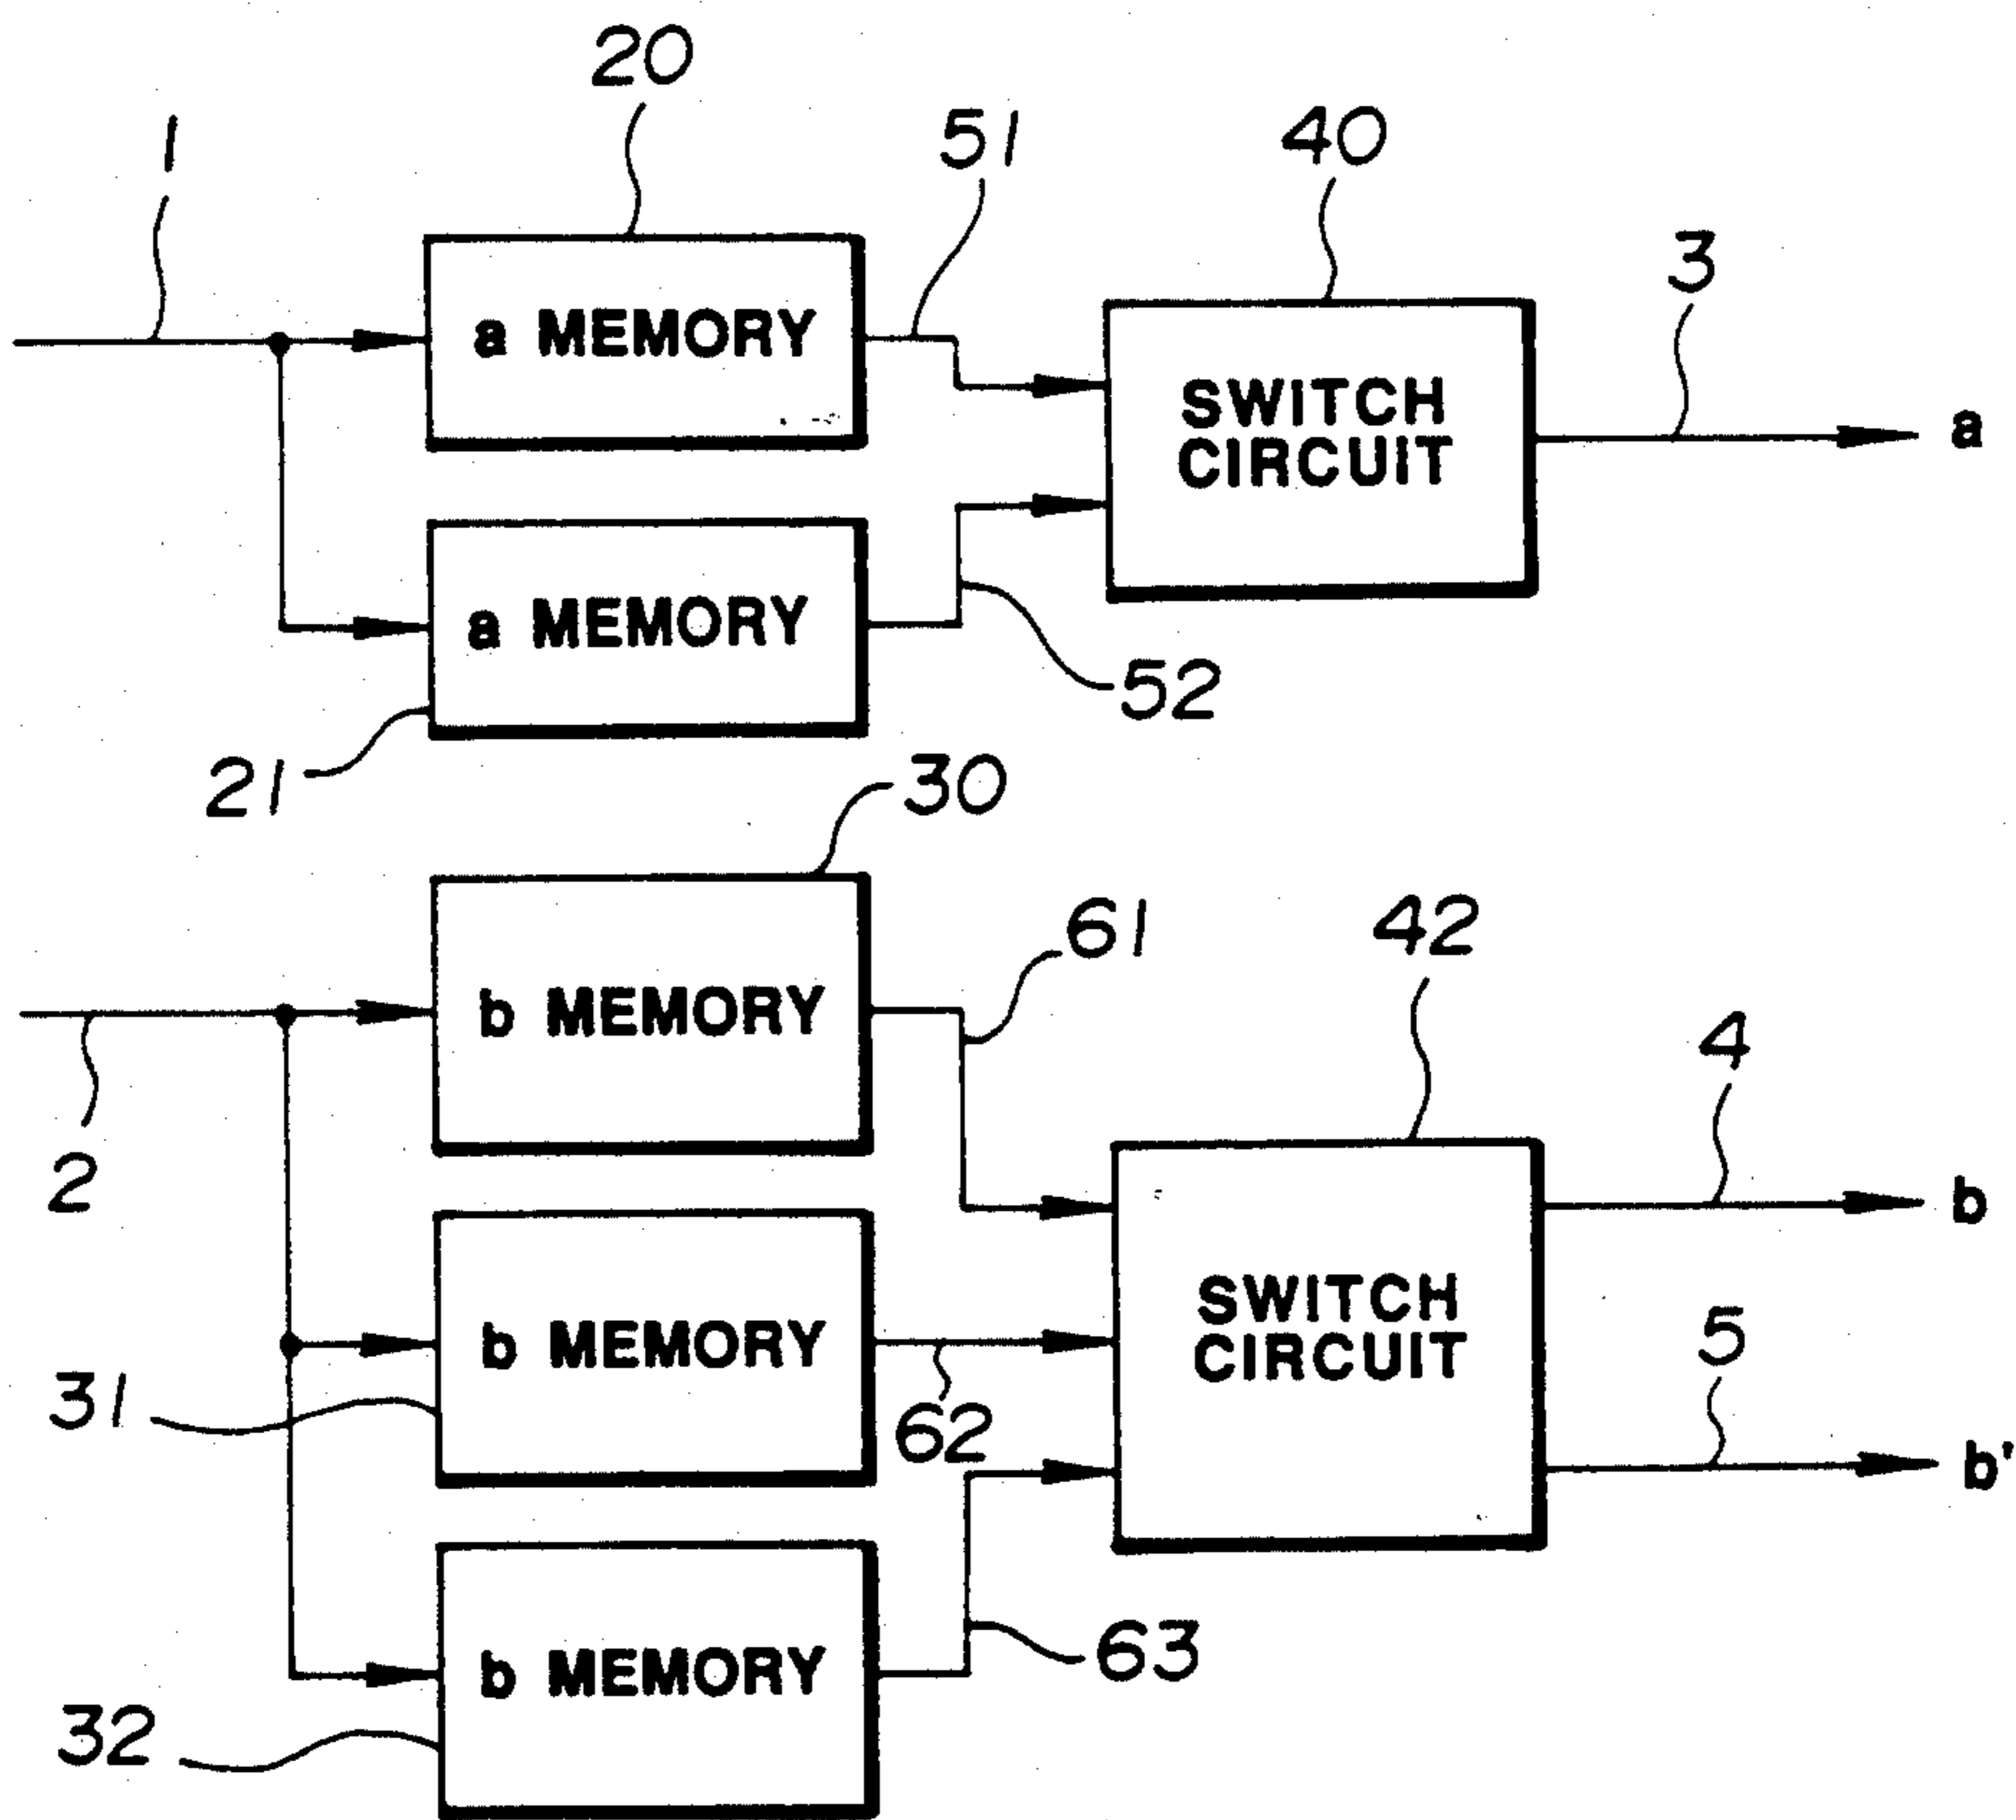 20
1
51
40
3
a MEMORY
SWITCH
CIRCUIT
a
a MEMORY
52
21
30
61
42
b MEMORY
4
2
b
SWITCH
CIRCUIT
b MEMORY
5
31
62
b'
63
b MEMORY
32